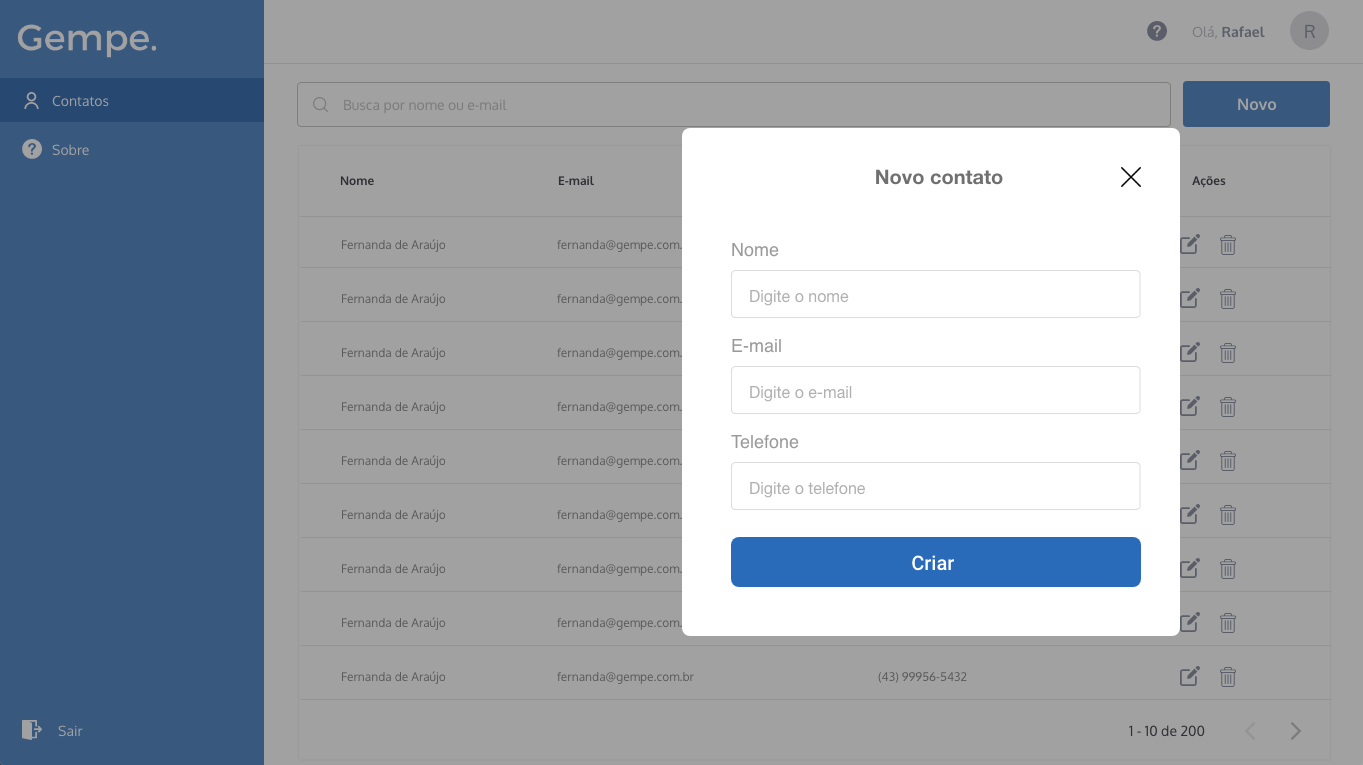 Gempe.
Contatos
Sobre
Sair
? Olá, Rafael R
Busca por nome ou e-mail Novo
Nome E-mail Ações
Fernanda de Araújo fernanda@gempe.com.
Fernanda de Araújo fernanda@gempe.com.
Fernanda de Araújo fernanda@gempe.com.
Fernanda de Araújo fernanda@gempe.com.
Fernanda de Araújo fernanda@gempe.com.
Fernanda de Araújo fernanda@gempe.com.
Fernanda de Araújo fernanda@gempe.com.
Fernanda de Araújo fernanda@gempe.com.
Fernanda de Araújo fernanda@gempe.com.br (43) 99956-5432
1 - 10 de 200
Novo contato
Nome
Digite o nome
E-mail
Digite o e-mail
Telefone
Digite o telefone
Criar